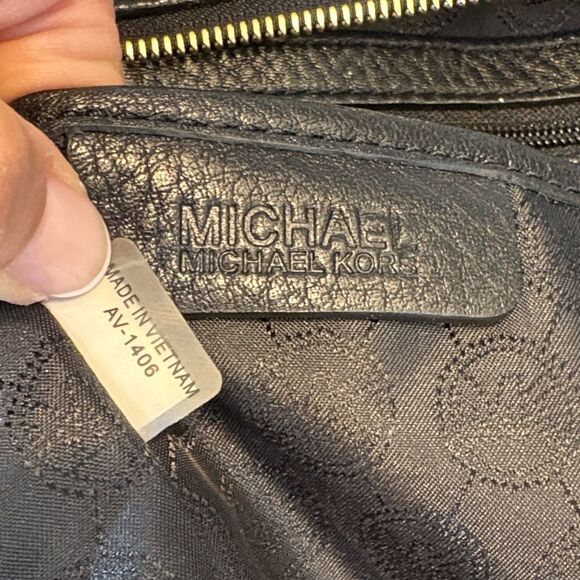 MICHAEL
MICHAEL KORS
MADE IN VIETNAM
AV-1406